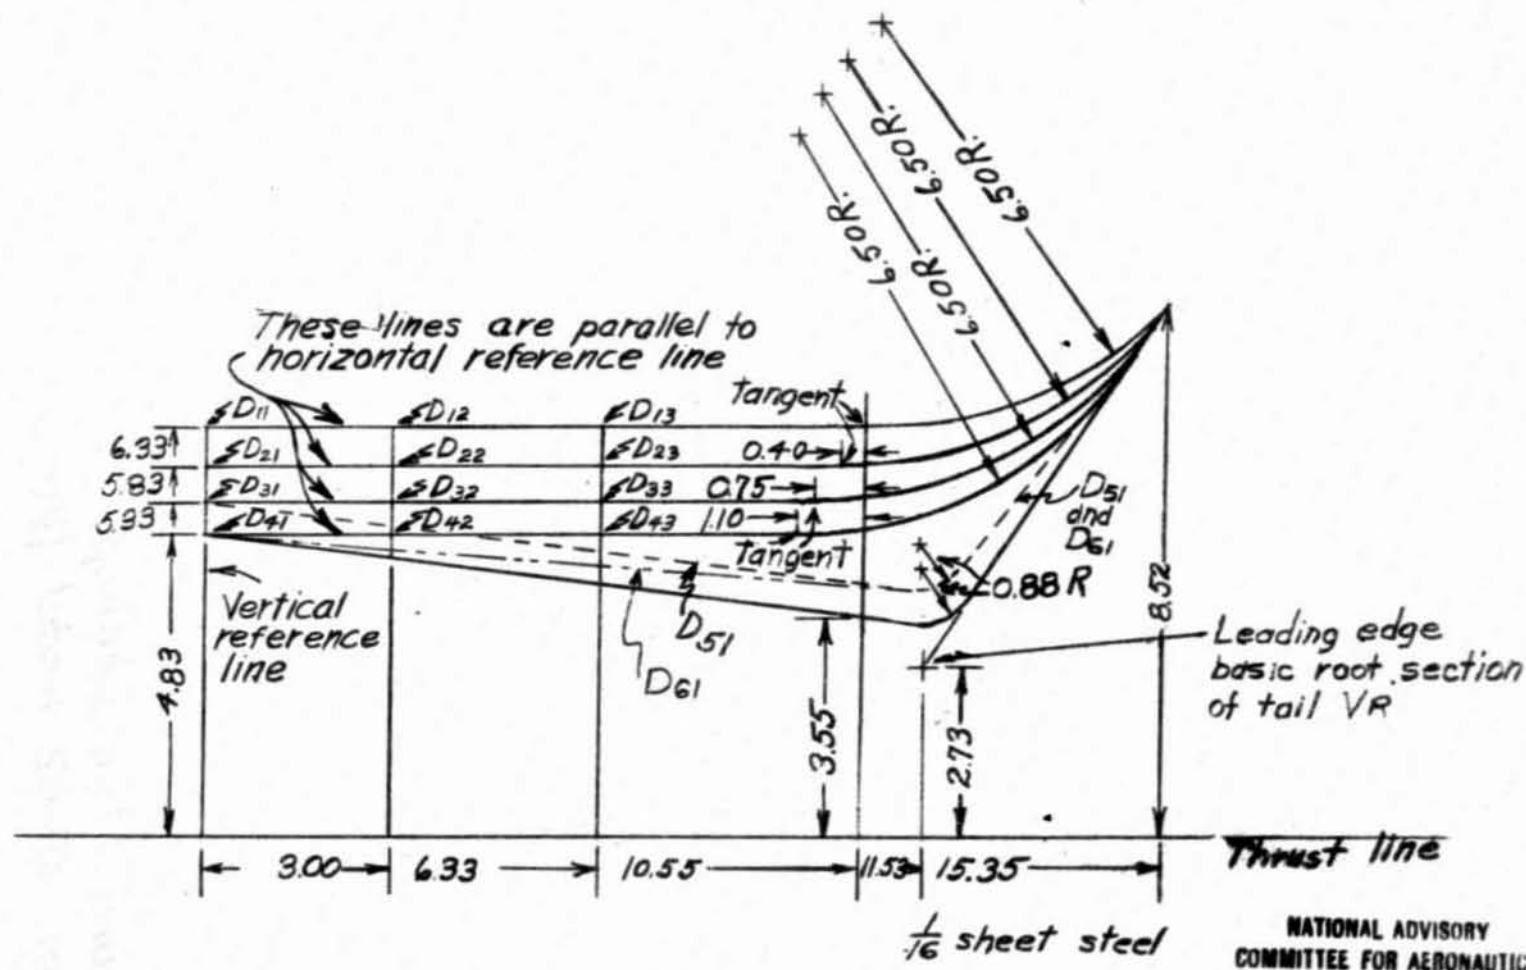 6.50R.
6.50R.
6.50R.
6.50R.
These lines are parallel to
horizontal reference line
tangent
D11 D12 D13
6.33 D21 D22 D23 0.40
5.83 D31 D32 D33 0.75
5.33 D41 D42 D43 1.10
Tangent
D51
and
D61
0.88 R
Vertical
reference
line
D51
D61
4.83
3.55
2.73
8.52
Leading edge
basic root section
of tail VR
3.00 6.33 10.55 11.53 15.35
Thrust line
1/16 sheet steel
NATIONAL ADVISORY
COMMITTEE FOR AERONAUTIC